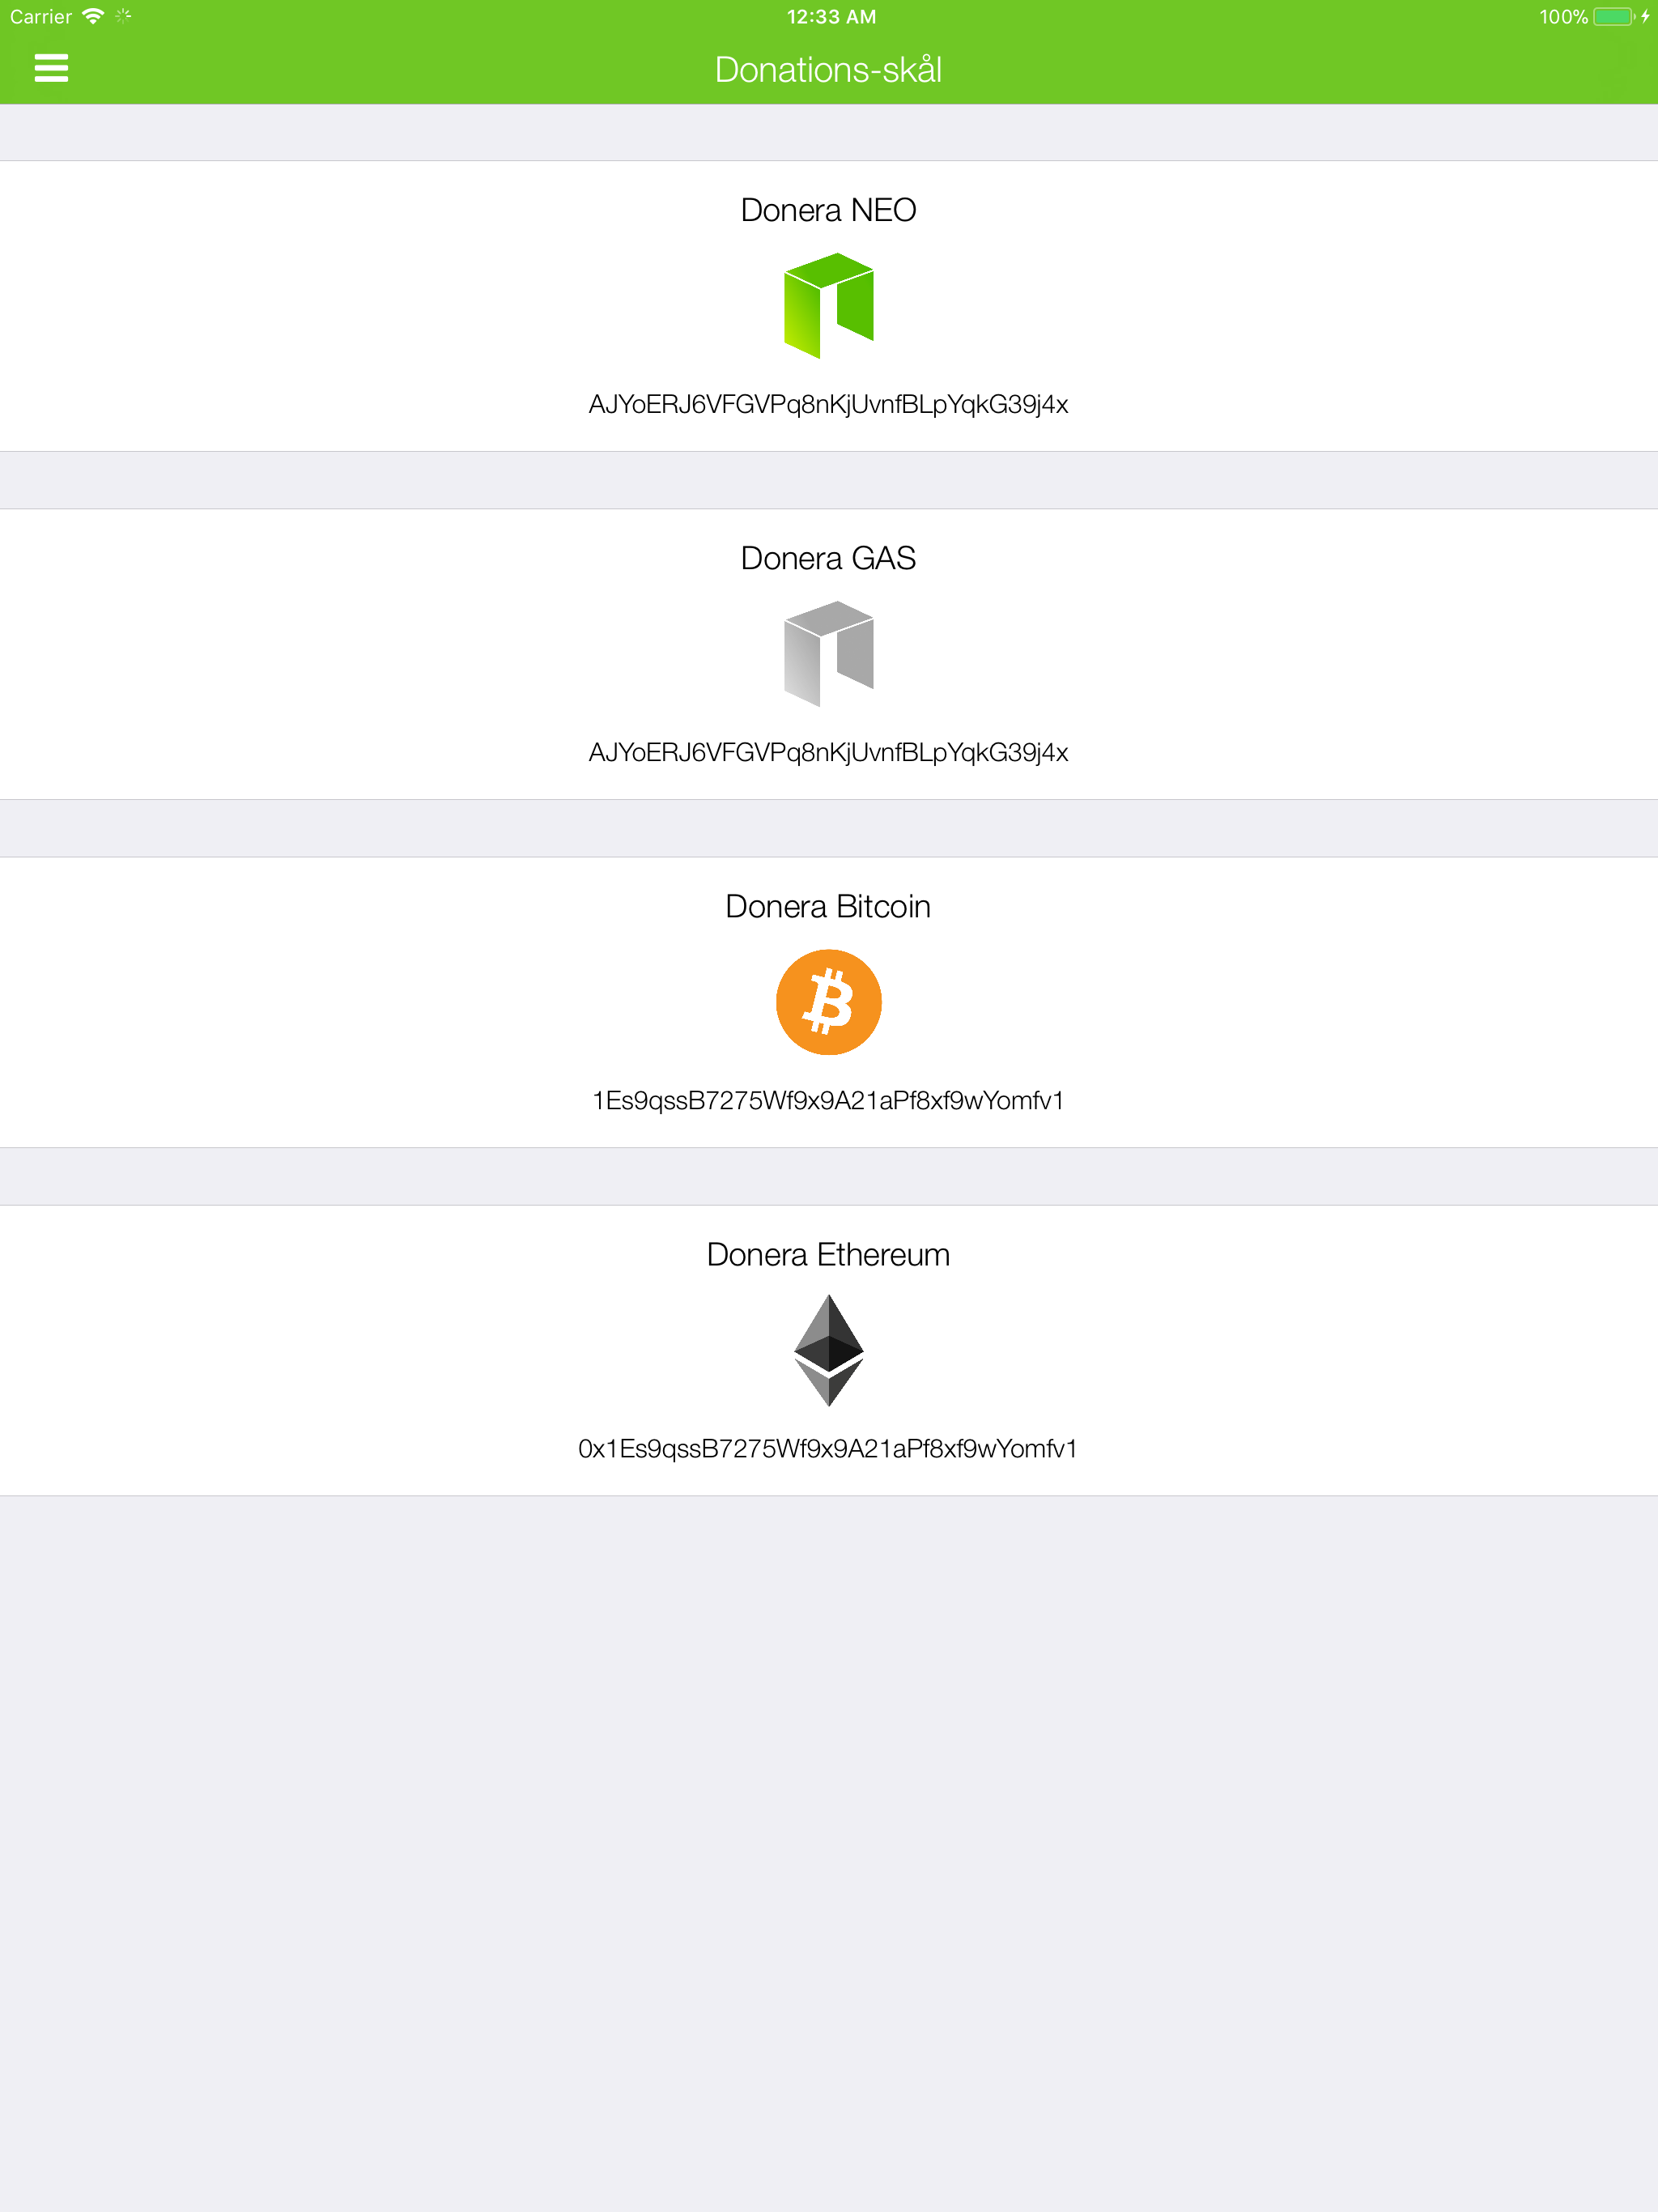 Carrier
12:33 AM
100%
Donations-skål
Donera NEO
AJYoERJ6VFGVPq8nKjUvnfBLpYqkG39j4x
Donera GAS
AJYoERJ6VFGVPq8nKjUvnfBLpYqkG39j4x
Donera Bitcoin
1Es9qssB7275Wf9x9A21aPf8xf9wYomfv1
Donera Ethereum
0x1Es9qssB7275Wf9x9A21aPf8xf9wYomfv1